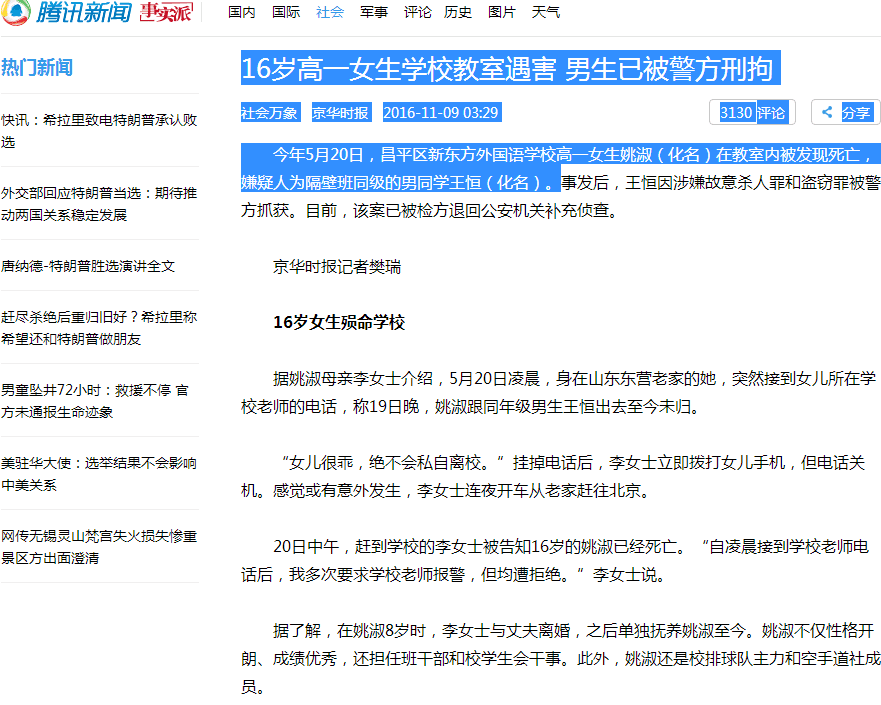 腾讯新闻 事实派 国内 国际 社会 军事 评论 历史 图片 天气
热门新闻
快讯：希拉里致电特朗普承认败
选
外交部回应特朗普当选：期待推
动两国关系稳定发展
唐纳德-特朗普胜选演讲全文
赶尽杀绝后重归旧好？希拉里称
希望还和特朗普做朋友
男童坠井72小时：救援不停 官
方未通报生命迹象
美驻华大使：选举结果不会影响
中美关系
网传无锡灵山梵宫失火损失惨重
景区方出面澄清
16岁高一女生学校教室遇害 男生已被警方刑拘
社会万象 京华时报 2016-11-09 03:29 3130 评论 分享
今年5月20日，昌平区新东方外国语学校高一女生姚淑（化名）在教室内被发现死亡，
嫌疑人为隔壁班同级的男同学王恒（化名）。事发后，王恒因涉嫌故意杀人罪和盗窃罪被警
方抓获。目前，该案已被检方退回公安机关补充侦查。
京华时报记者樊瑞
16岁女生殒命学校
据姚淑母亲李女士介绍，5月20日凌晨，身在山东东营老家的她，突然接到女儿所在学
校老师的电话，称19日晚，姚淑跟同年级男生王恒出去至今未归。
“女儿很乖，绝不会私自离校。”挂掉电话后，李女士立即拨打女儿手机，但电话关
机。感觉或有意外发生，李女士连夜开车从老家赶往北京。
20日中午，赶到学校的李女士被告知16岁的姚淑已经死亡。“自凌晨接到学校老师电
话后，我多次要求学校老师报警，但均遭拒绝。”李女士说。
据了解，在姚淑8岁时，李女士与丈夫离婚，之后单独抚养姚淑至今。姚淑不仅性格开
朗、成绩优秀，还担任班干部和校学生会干事。此外，姚淑还是校排球队主力和空手道社成
员。